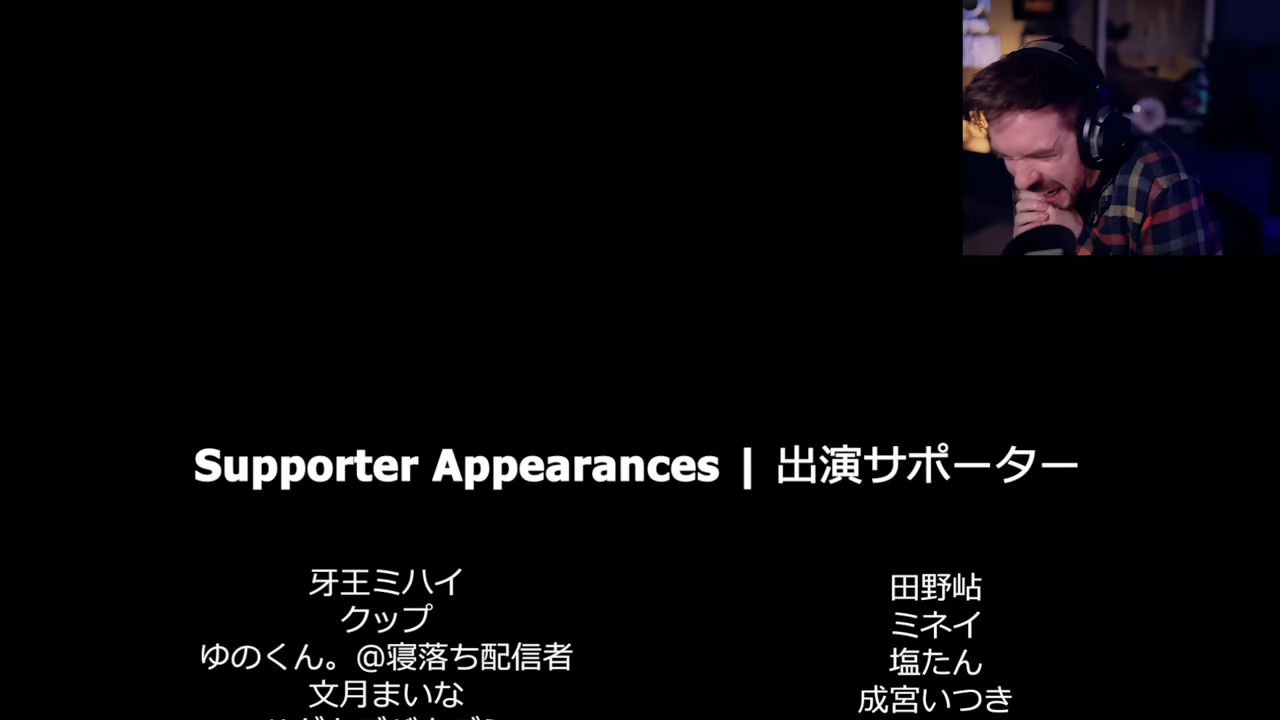 Supporter Appearances | 出演サポーター
牙王ミハイ
クップ
ゆのくん。@寝落ち配信者
文月まいな
田野岾
ミネイ
塩たん
成宮いつき